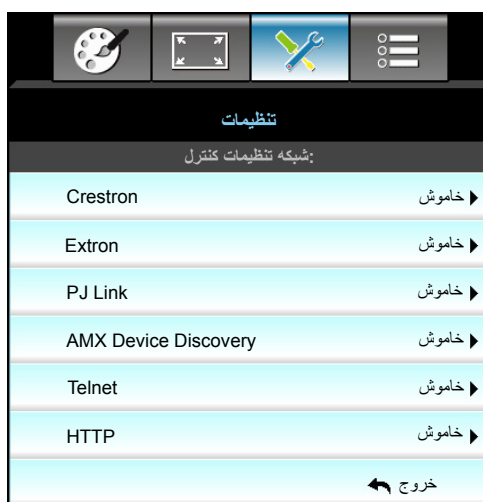 تنظیمات
شبکه تنظیمات کنترل:
Crestron خاموش
Extron خاموش
PJ Link خاموش
AMX Device Discovery خاموش
Telnet خاموش
HTTP خاموش
خروج